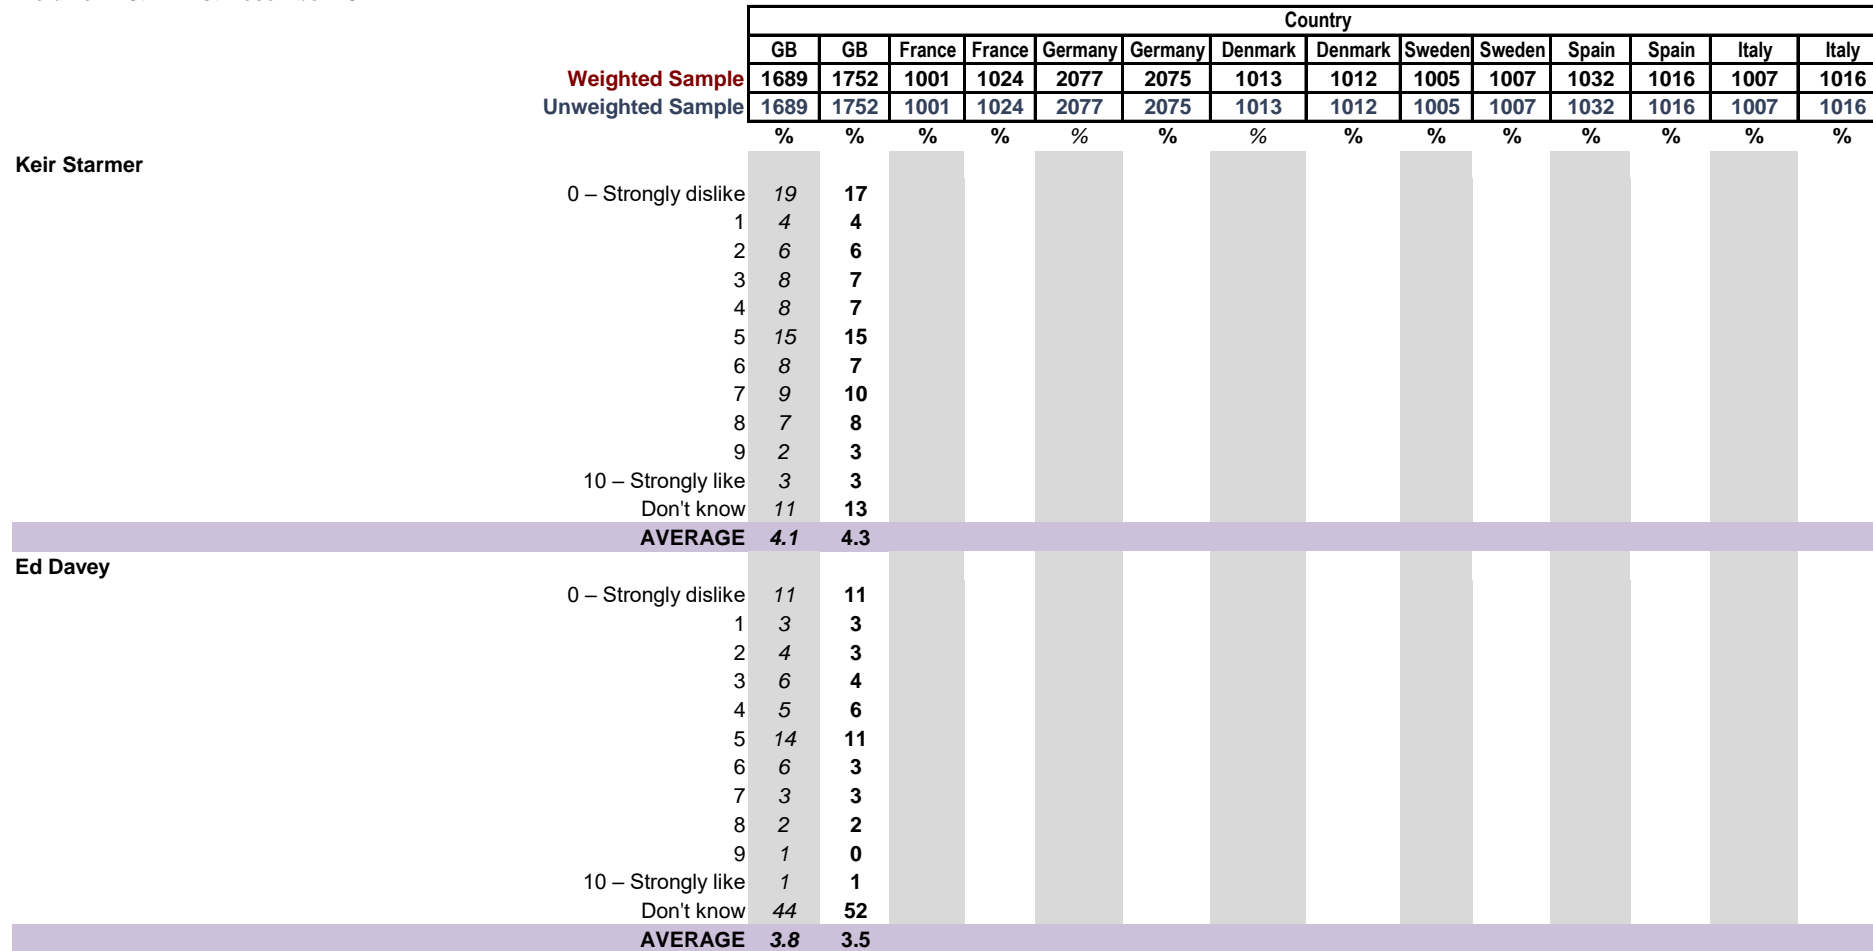 Country
GB GB France France Germany Germany Denmark Denmark Sweden Sweden Spain Spain Italy Italy
Weighted Sample 1689 1752 1001 1024 2077 2075 1013 1012 1005 1007 1032 1016 1007 1016
Unweighted Sample 1689 1752 1001 1024 2077 2075 1013 1012 1005 1007 1032 1016 1007 1016
% % % % % % % % % % % % % %
Keir Starmer
0 – Strongly dislike 19 17
1 4 4
2 6 6
3 8 7
4 8 7
5 15 15
6 8 7
7 9 10
8 7 8
9 2 3
10 – Strongly like 3 3
Don't know 11 13
AVERAGE 4.1 4.3
Ed Davey
0 – Strongly dislike 11 11
1 3 3
2 4 3
3 6 4
4 5 6
5 14 11
6 6 3
7 3 3
8 2 2
9 1 0
10 – Strongly like 1 1
Don't know 44 52
AVERAGE 3.8 3.5